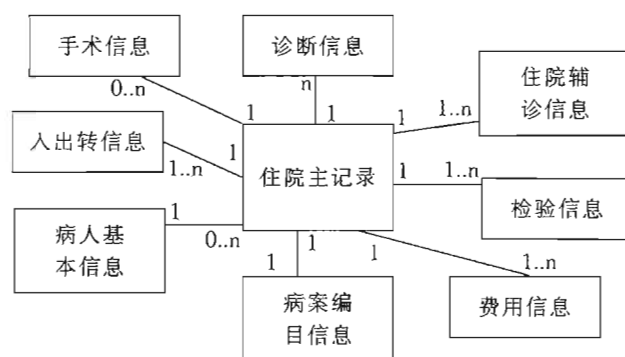 手术信息
诊断信息
住院辅
诊信息
0..n
n
1
1
1
1..n
入出转信息
1
1..n
住院主记录
1
1..n
检验信息
病人基
本信息
1
0..n
1
1
1
1..n
病案编
目信息
费用信息